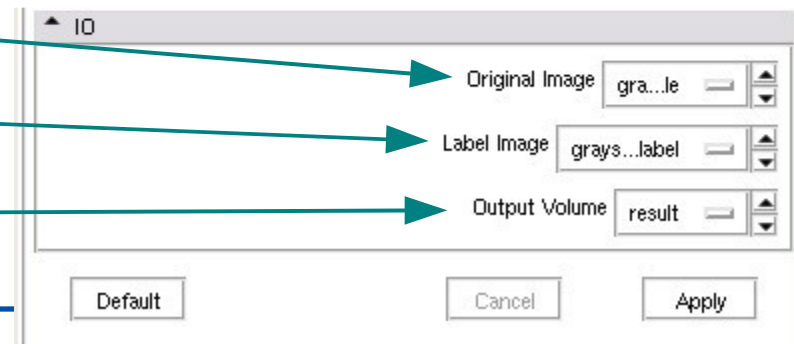 IO
Original Image gra...le
Label Image grays...label
Output Volume result
Default Cancel Apply